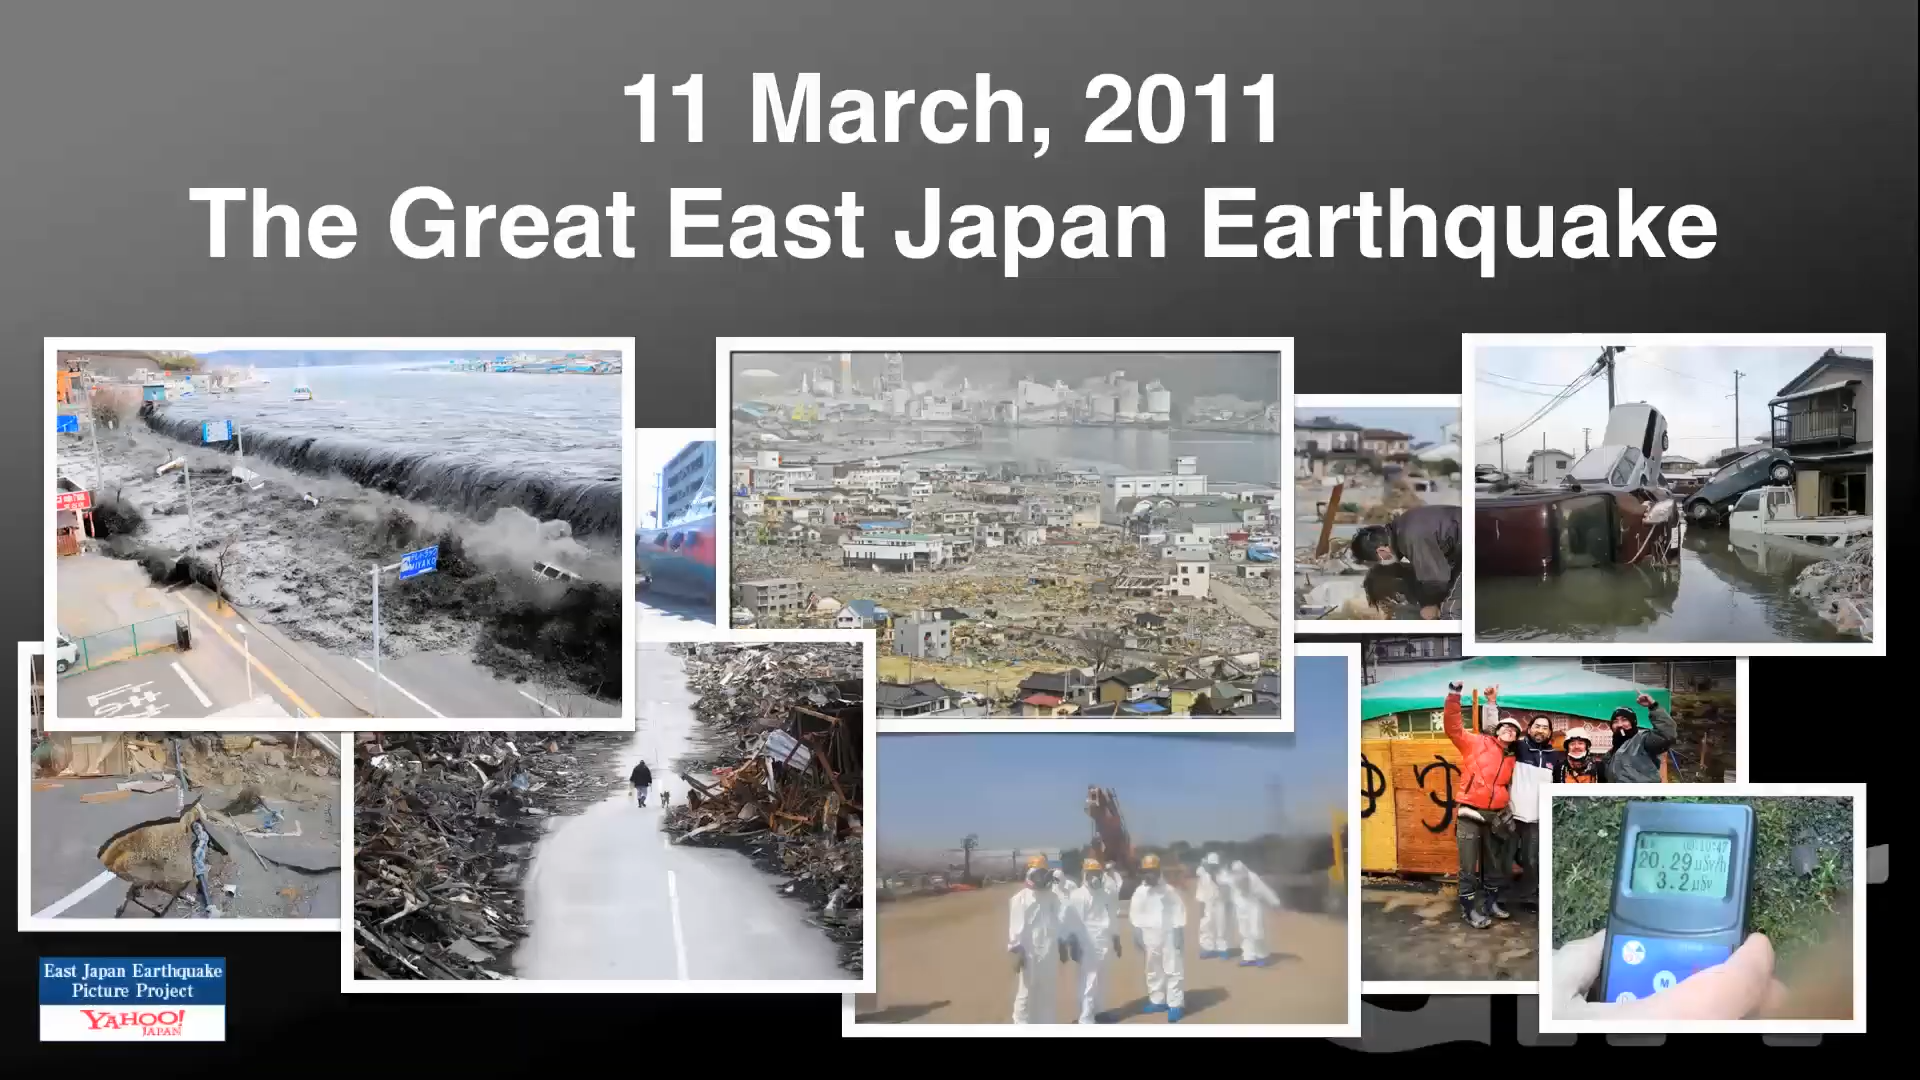 11 March, 2011
The Great East Japan Earthquake
MIYAKO
20.29 μSv/h
3.2 μSv
M
East Japan Earthquake
Picture Project
YAHOO!
JAPAN